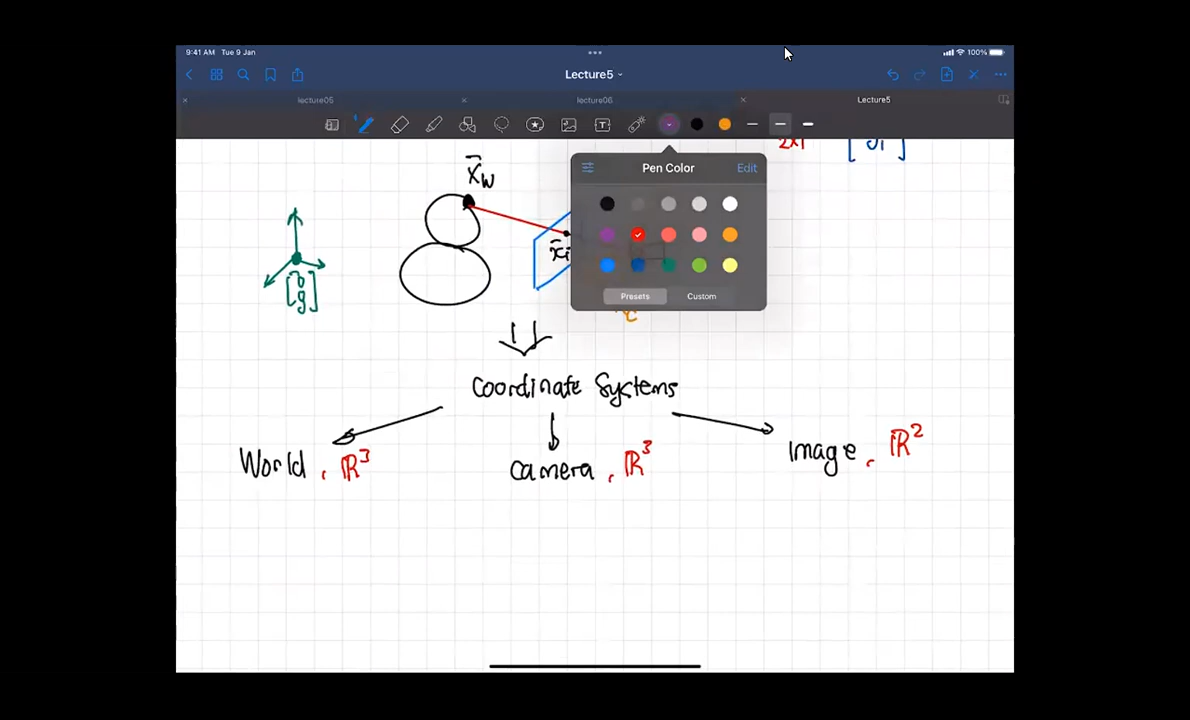 9:41 AM Tue 9 Jan
100%
Lecture5
lecture05
lecture06
Lecture5
2x1
Pen Color
Edit
x̄w
x̄i
Presets
Custom
c
Coordinate Systems
World , ℝ³
Camera , ℝ³
Image , ℝ²